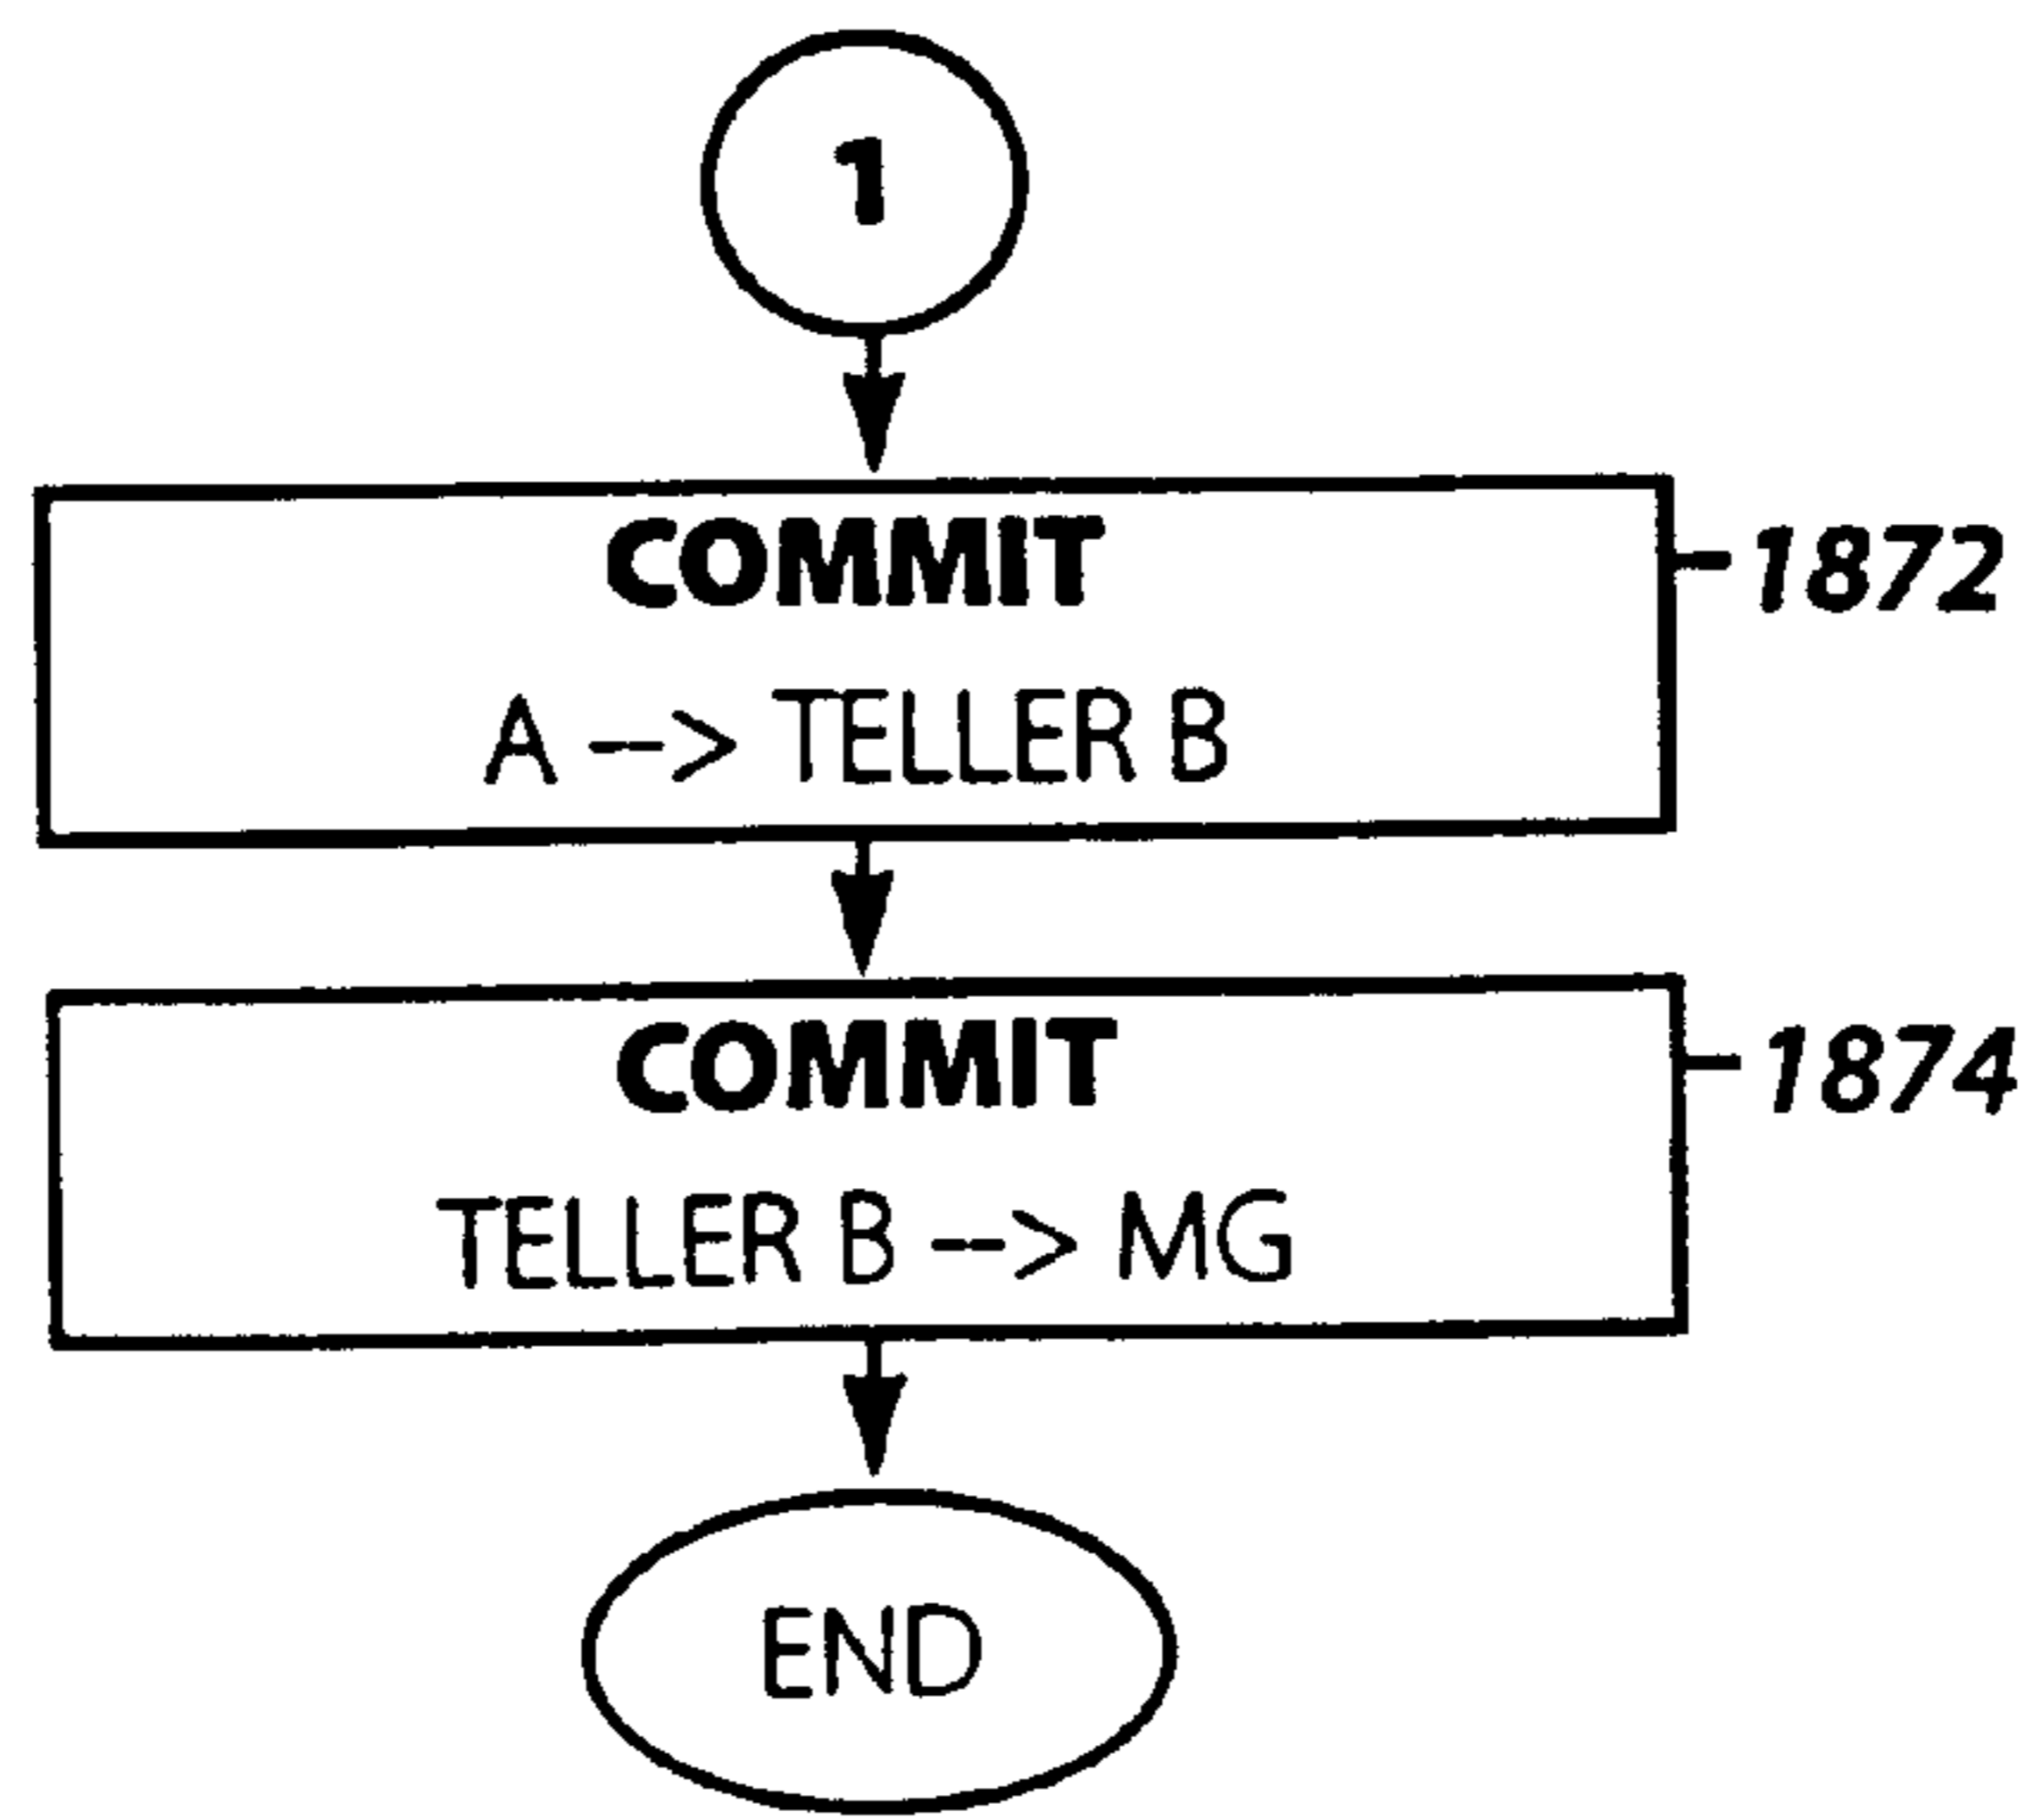 1
COMMIT
1872
A --> TELLER B
COMMIT
1874
TELLER B --> MG
END